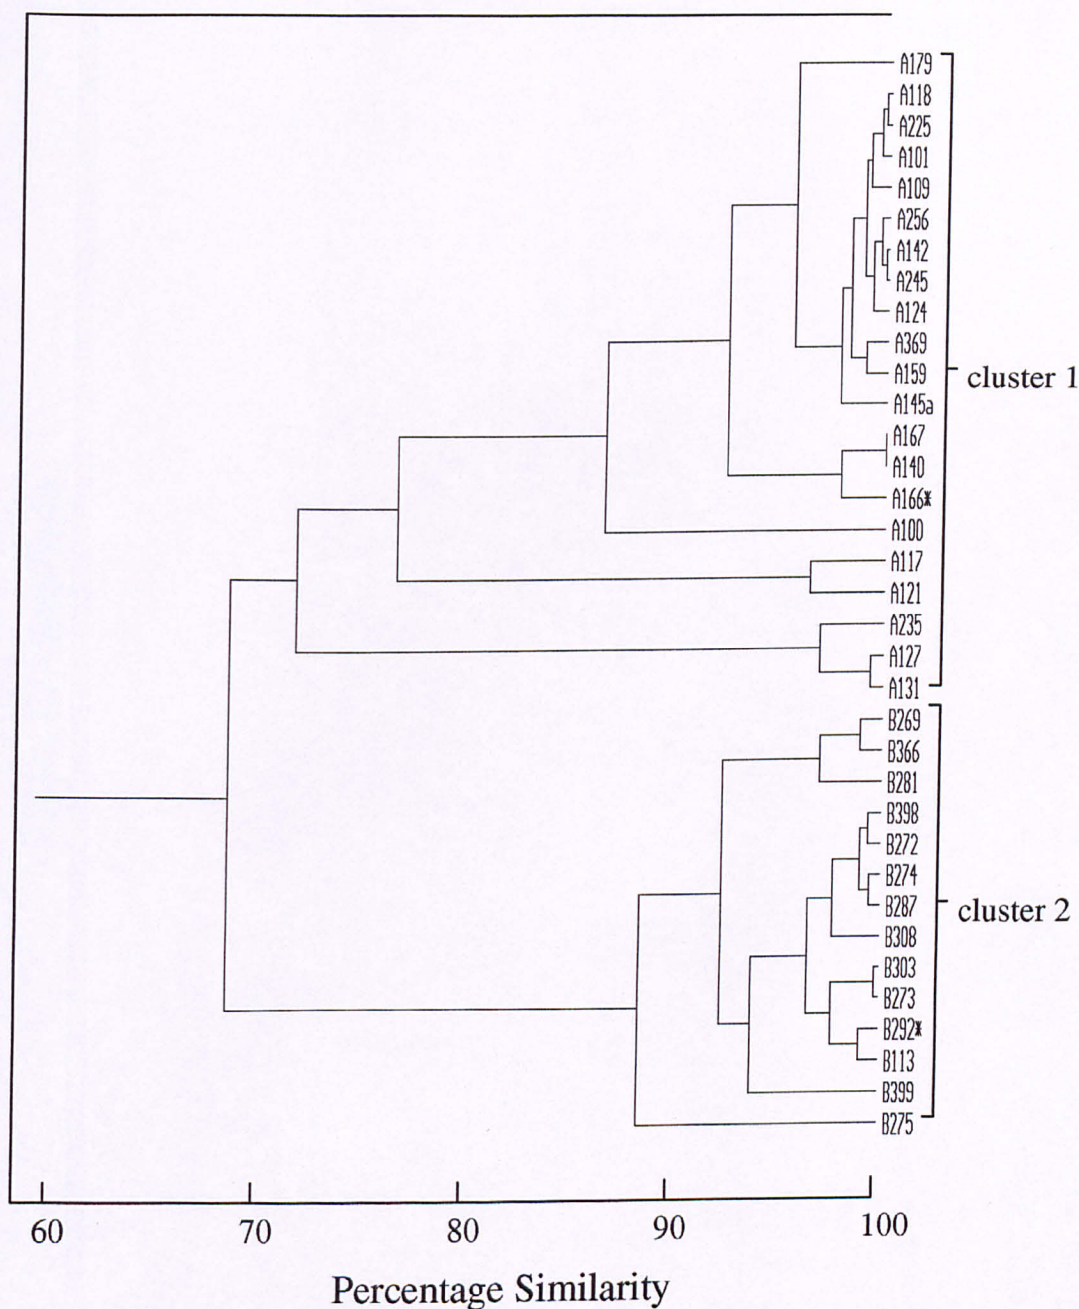 A179
A118
A225
A101
A109
A256
A142
A245
A124
A369
A159
A145a
A167
A140
A166*
A100
A117
A121
A235
A127
A131
cluster 1
B269
B366
B281
B398
B272
B274
B287
B308
B303
B273
B292*
B113
B399
B275
cluster 2
60 70 80 90 100
Percentage Similarity